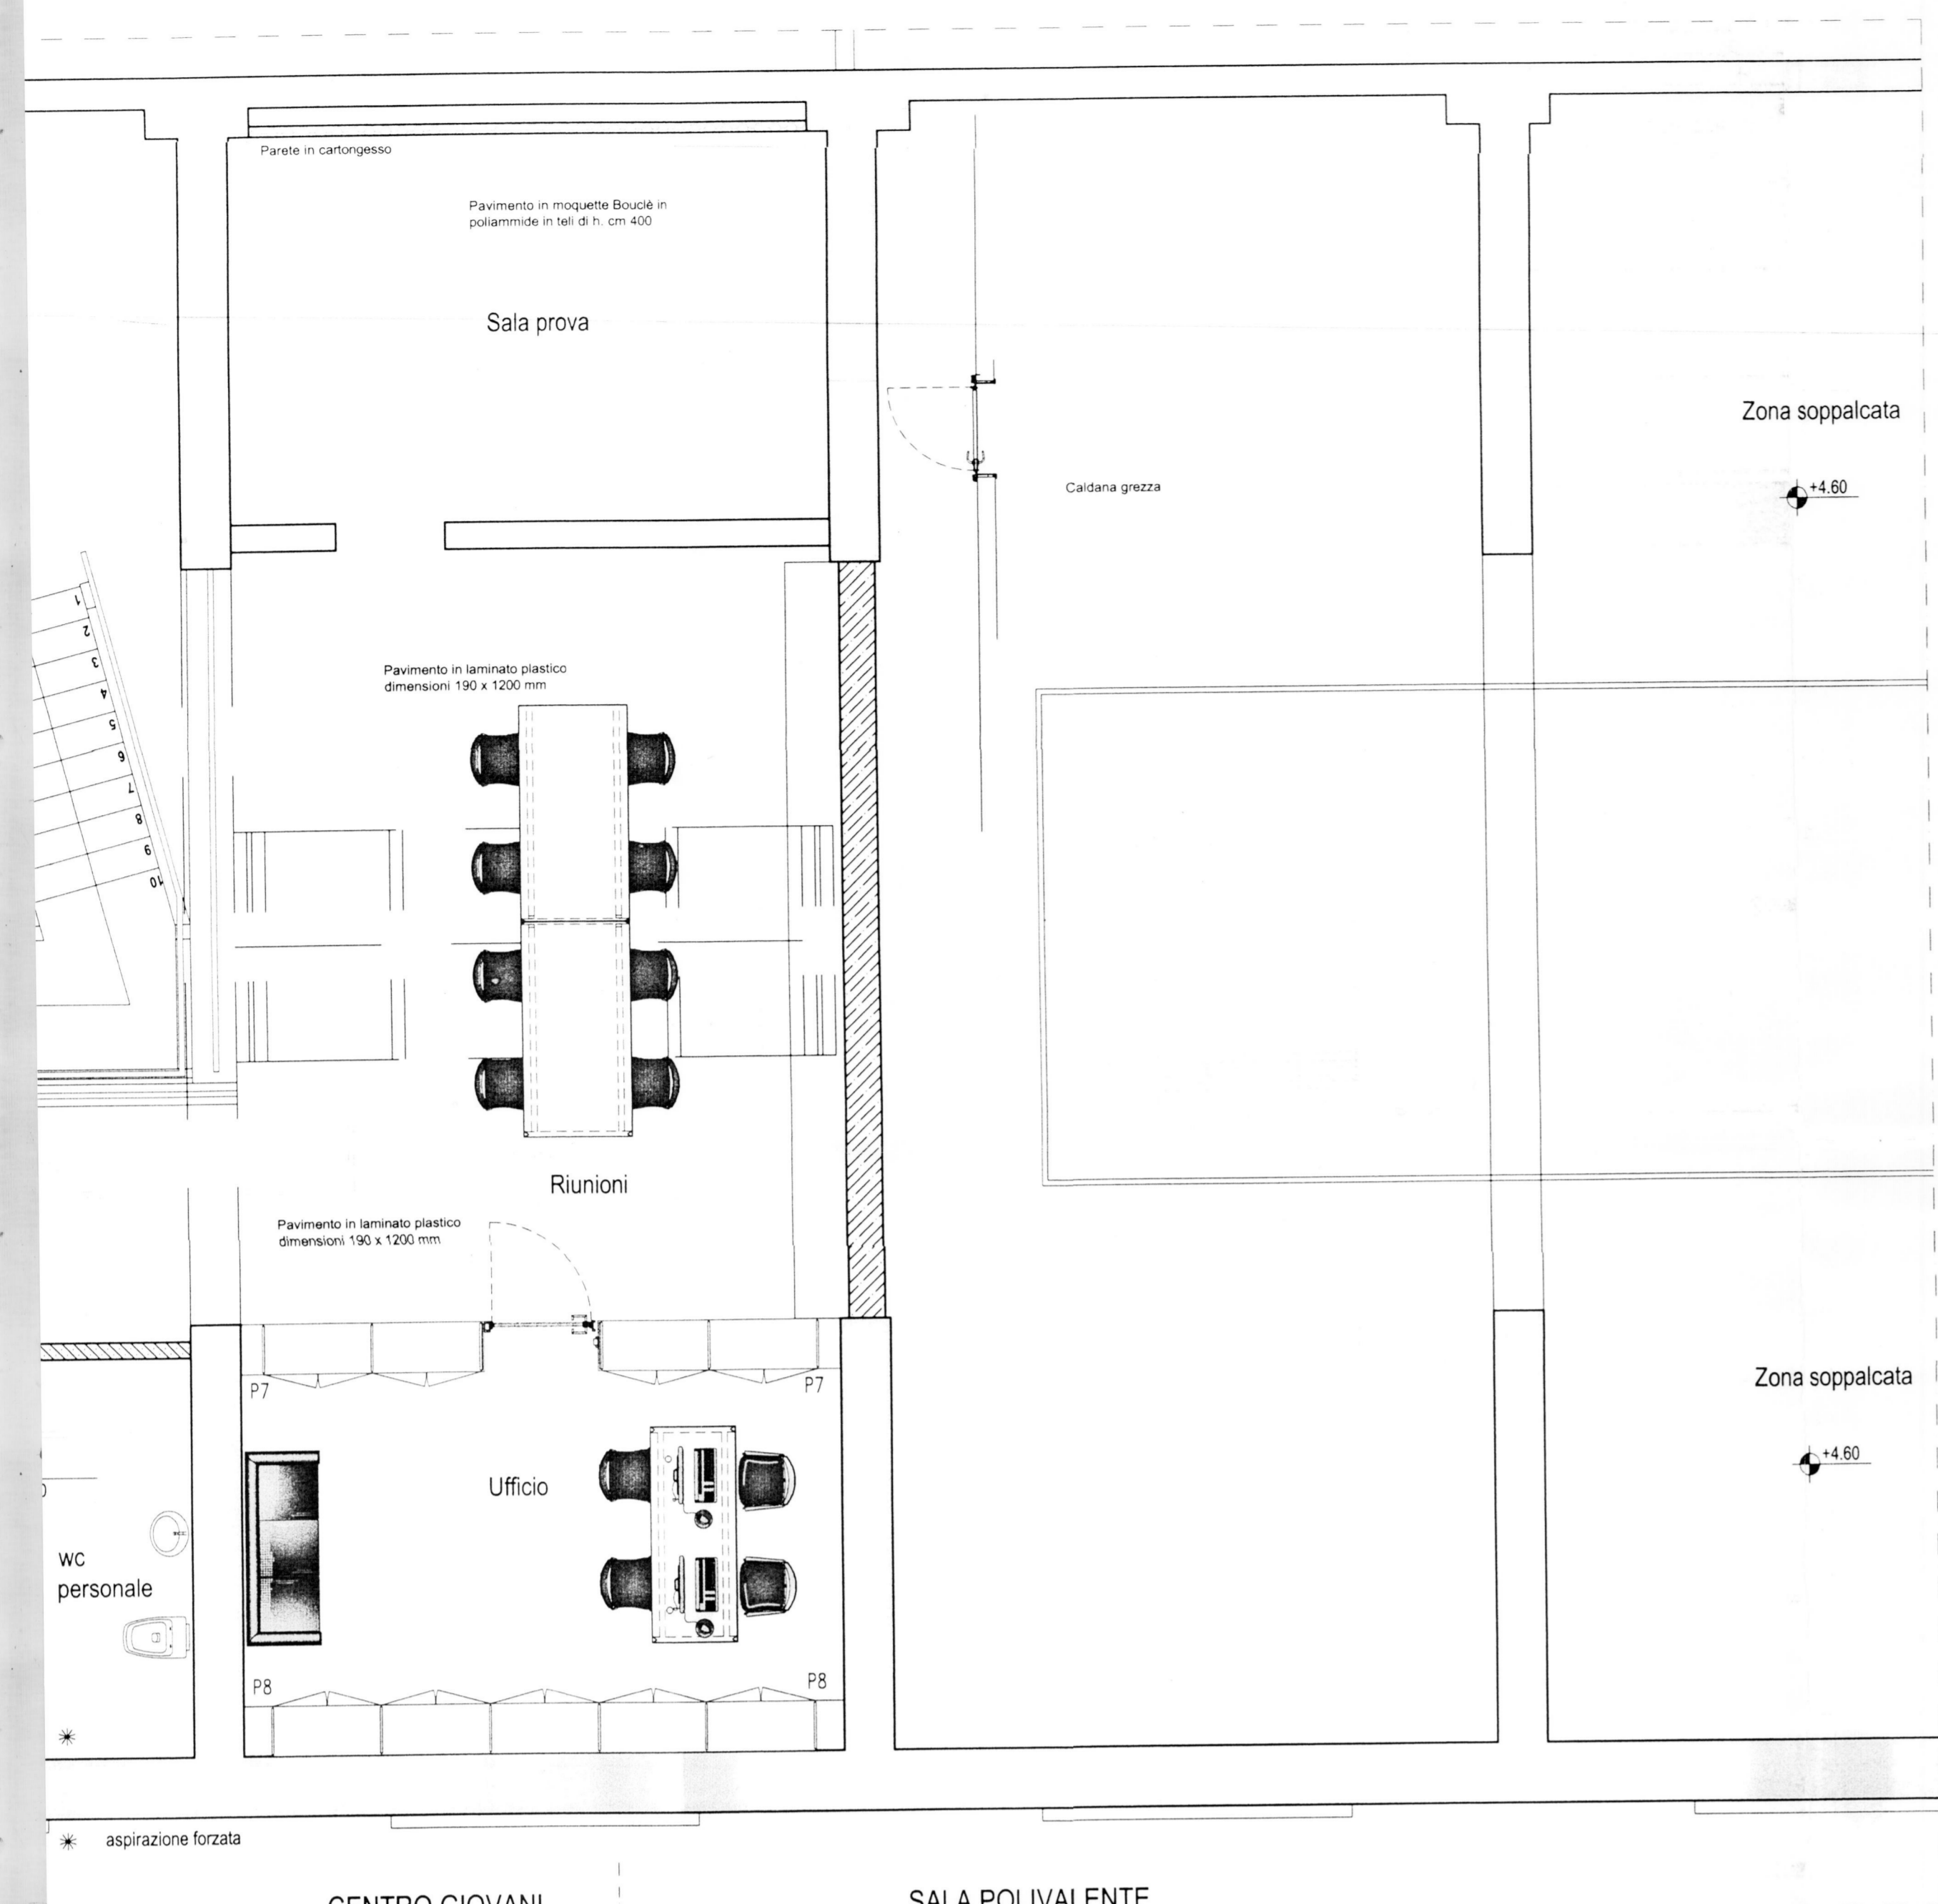 Parete in cartongesso
Pavimento in moquette Bouclè in
poliammide in teli di h. cm 400
Sala prova
Zona soppalcata
+4.60
Caldana grezza
1
2
3
4
5
6
7
8
9
10
Pavimento in laminato plastico
dimensioni 190 x 1200 mm
Riunioni
Pavimento in laminato plastico
dimensioni 190 x 1200 mm
P7
P7
Zona soppalcata
+4.60
Ufficio
WC
personale
P8
P8
aspirazione forzata
CENTRO GIOVANI
SALA POLIVALENTE